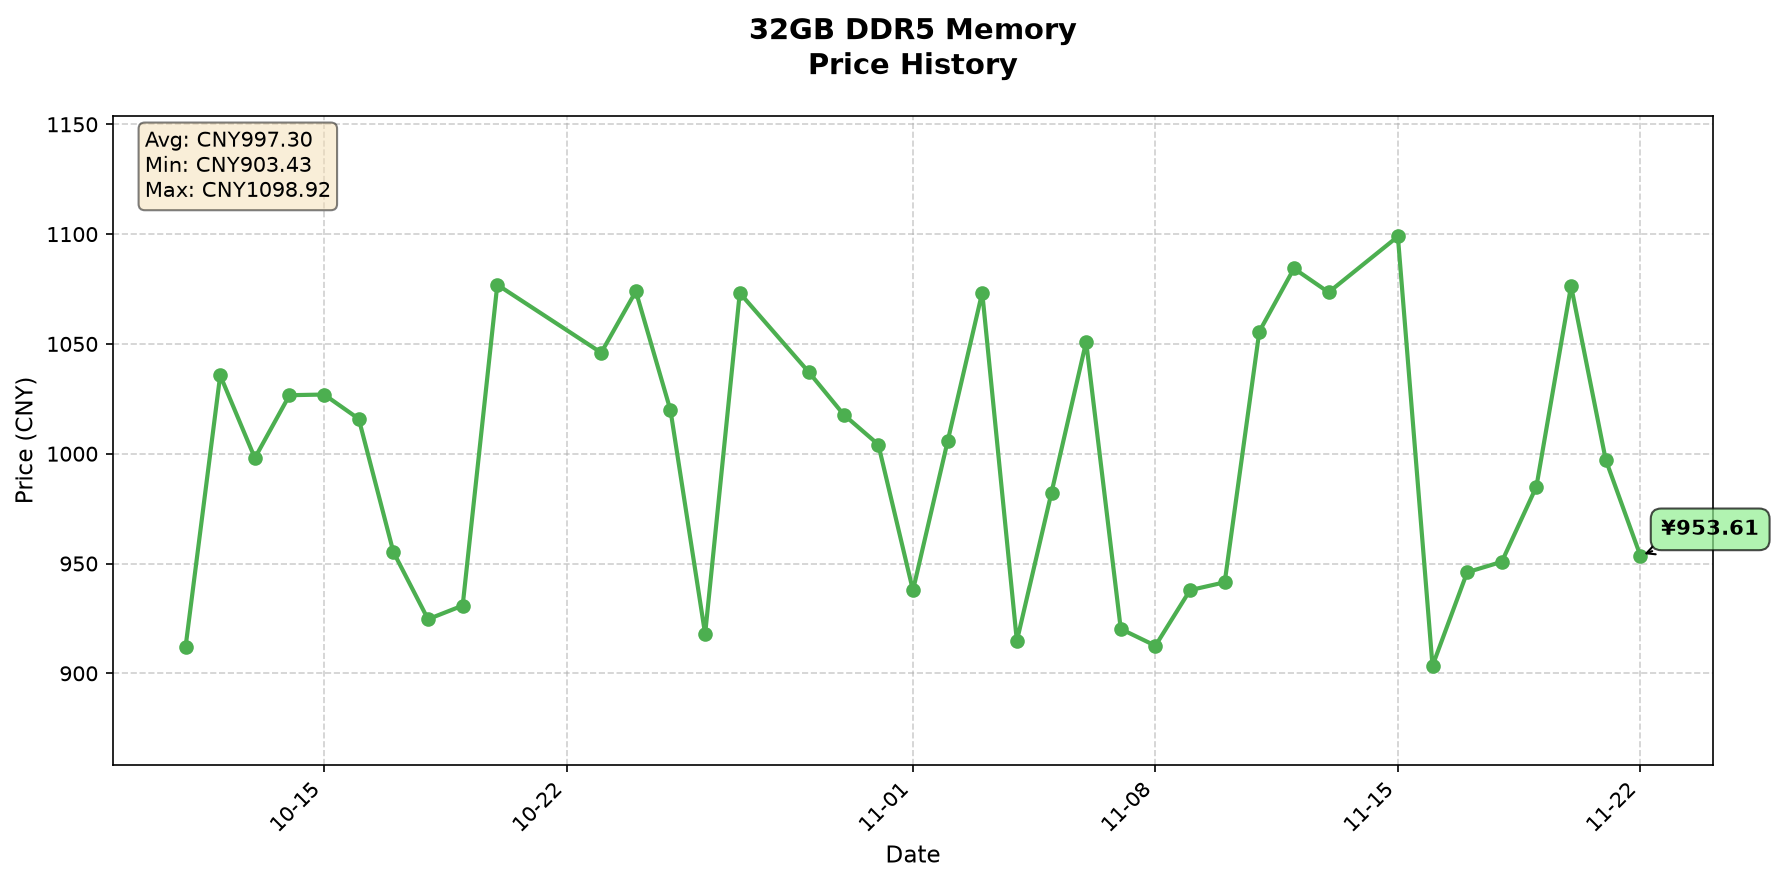 32GB DDR5 Memory
Price History
Avg: CNY997.30
Min: CNY903.43
Max: CNY1098.92
1150
1100
1050
1000
950
900
Price (CNY)
¥953.61
10-15
10-22
11-01
11-08
11-15
11-22
Date